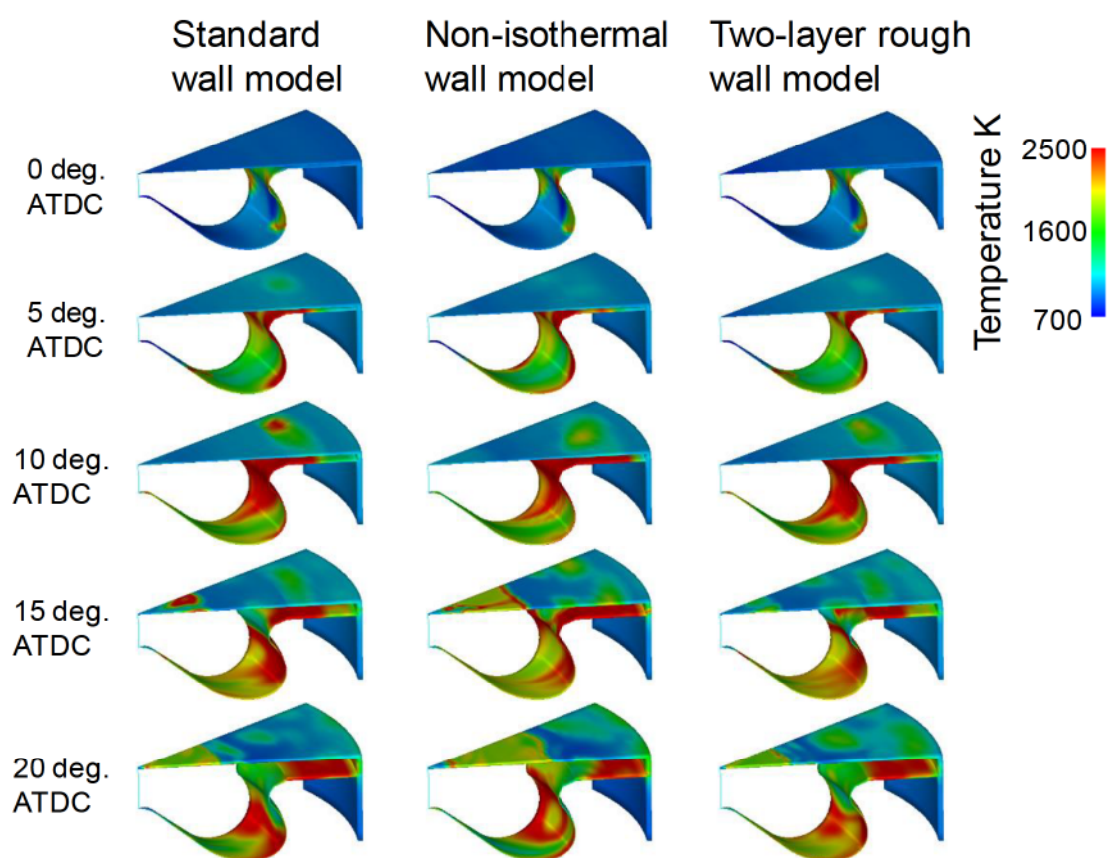 Standard
wall model
Non-isothermal
wall model
Two-layer rough
wall model
0 deg.
ATDC
5 deg.
ATDC
10 deg.
ATDC
15 deg.
ATDC
20 deg.
ATDC
Temperature K
2500
1600
700